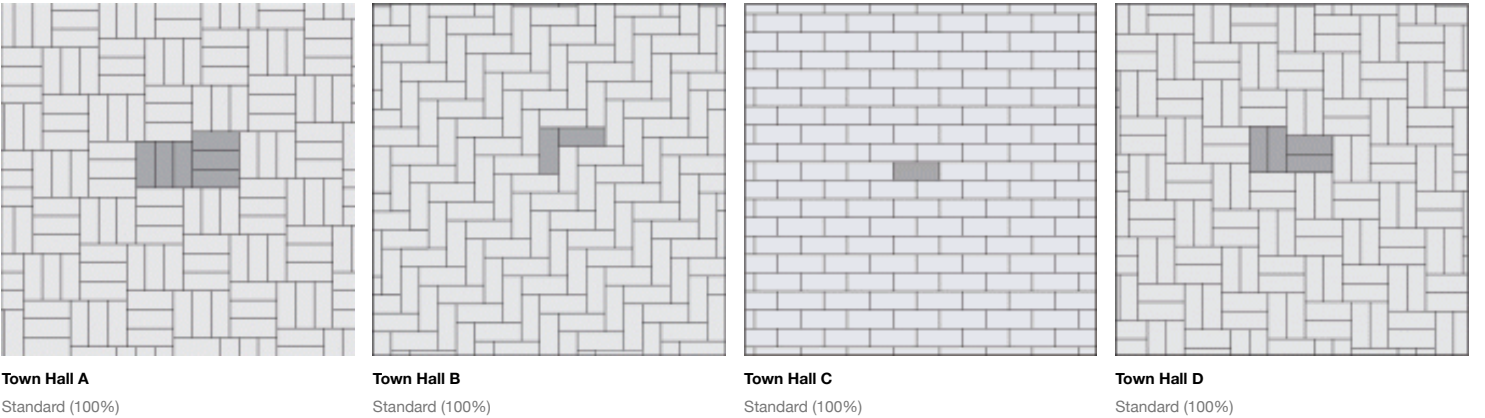 Town Hall A
Standard (100%)
Town Hall B
Standard (100%)
Town Hall C
Standard (100%)
Town Hall D
Standard (100%)